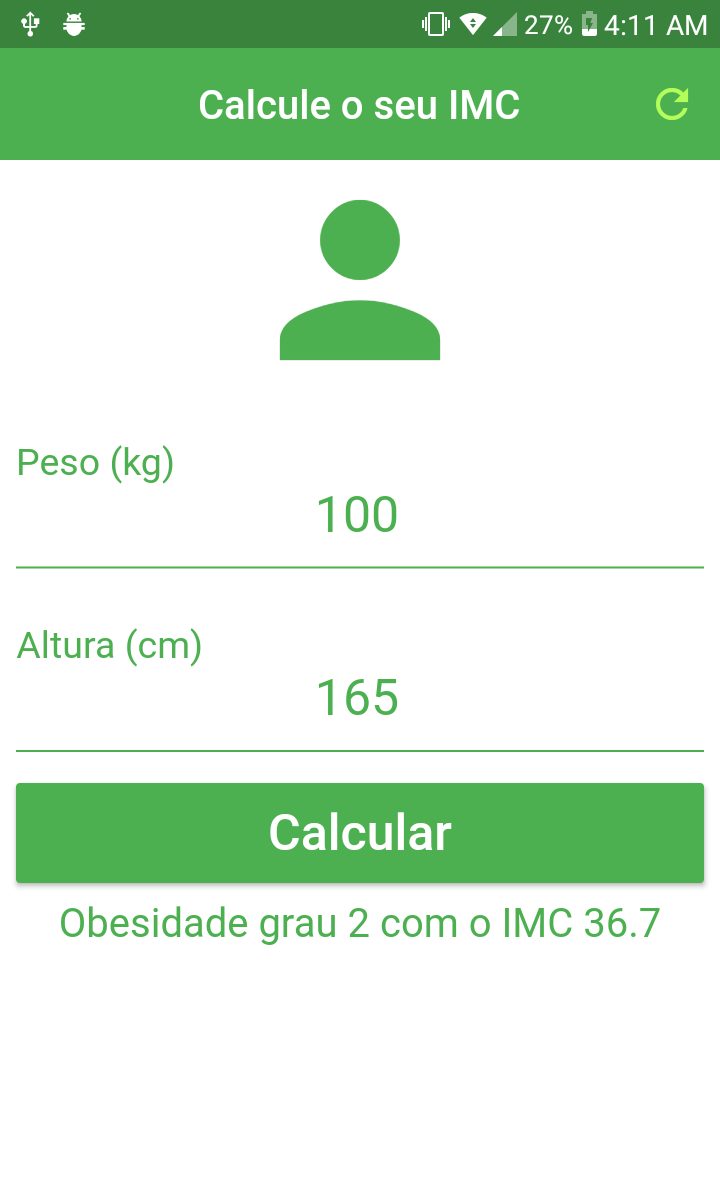 27% 4:11 AM
Calcule o seu IMC
Peso (kg)
100
Altura (cm)
165
Calcular
Obesidade grau 2 com o IMC 36.7